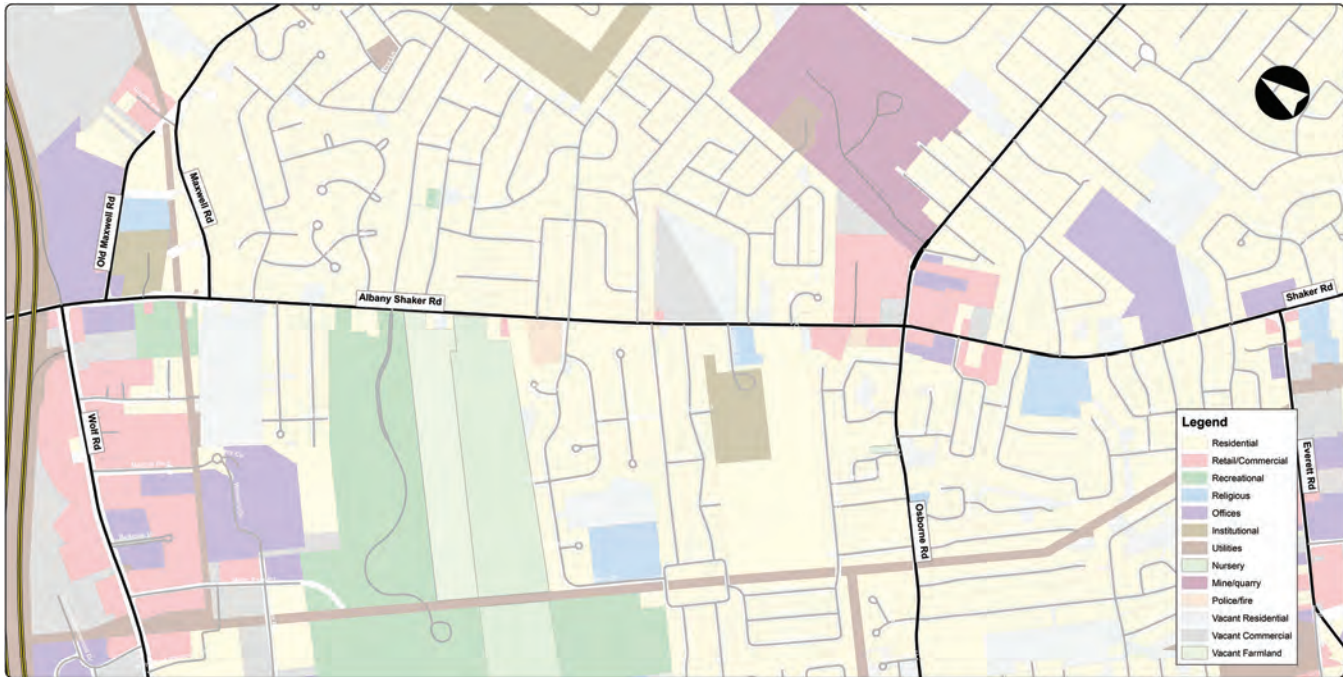 Old Maxwell Rd
Maxwell Rd
Albany Shaker Rd
Shaker Rd
Wolf Rd
Osborne Rd
Everett Rd
Legend
Residential
Retail/Commercial
Recreational
Religious
Offices
Institutional
Utilities
Nursery
Mine/quarry
Police/fire
Vacant Residential
Vacant Commercial
Vacant Farmland